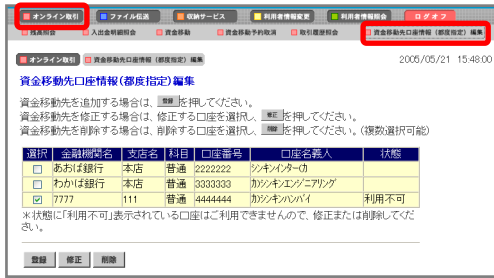 オンライン取引 ファイル伝送 収納サービス 利用者情報変更 利用者情報照会 ログオフ
残高照会 入出金明細照会 資金移動 資金移動予約取消 取引履歴照会 資金移動先口座情報(都度指定)編集
オンライン取引 資金移動先口座情報(都度指定)編集 2005/05/21 15:48:00
資金移動先口座情報(都度指定)編集
資金移動先を追加する場合は、 登録 を押してください。
資金移動先を修正する場合は、修正する口座を選択し、 修正 を押してください。
資金移動先を削除する場合は、削除する口座を選択し、 削除 を押してください。(複数選択可能)
選択 金融機関名 支店名 科目 口座番号 口座名義人 状態
あおば銀行 本店 普通 2222222 シンキンインターカ
わかば銀行 本店 普通 3333333 カ)シンキンエンジニアリング
7777 111 普通 4444444 カ)シンキンハンバイ 利用不可
※状態に「利用不可」表示されている口座はご利用できませんので、修正または削除してくだ
さい。
登録 修正 削除